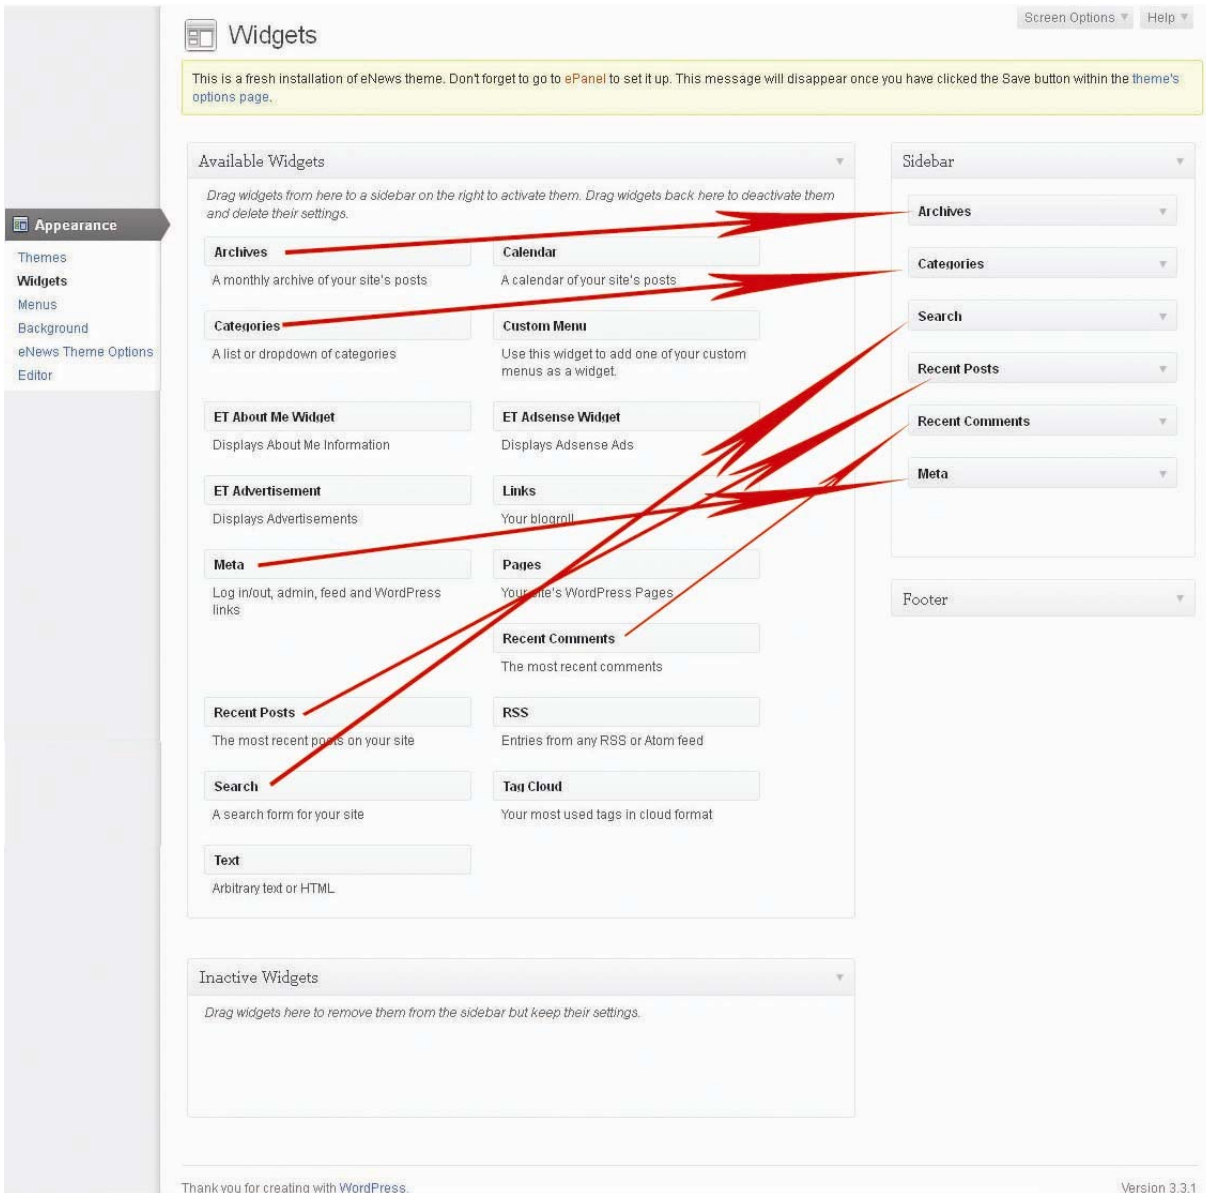 Screen Options Help
Widgets
This is a fresh installation of eNews theme. Don't forget to go to ePanel to set it up. This message will disappear once you have clicked the Save button within the theme's
options page.
Appearance
Themes
Widgets
Menus
Background
eNews Theme Options
Editor
Available Widgets
Drag widgets from here to a sidebar on the right to activate them. Drag widgets back here to deactivate them
and delete their settings.
Archives
A monthly archive of your site's posts
Calendar
A calendar of your site's posts
Categories
A list or dropdown of categories
Custom Menu
Use this widget to add one of your custom
menus as a widget.
ET About Me Widget
Displays About Me Information
ET Adsense Widget
Displays Adsense Ads
ET Advertisement
Displays Advertisements
Links
Your blogroll
Meta
Log in/out, admin, feed and WordPress
links
Pages
Your site's WordPress Pages
Recent Comments
The most recent comments
Recent Posts
The most recent posts on your site
RSS
Entries from any RSS or Atom feed
Search
A search form for your site
Tag Cloud
Your most used tags in cloud format
Text
Arbitrary text or HTML
Inactive Widgets
Drag widgets here to remove them from the sidebar but keep their settings.
Sidebar
Archives
Categories
Search
Recent Posts
Recent Comments
Meta
Footer
Thank you for creating with WordPress.
Version 3.3.1